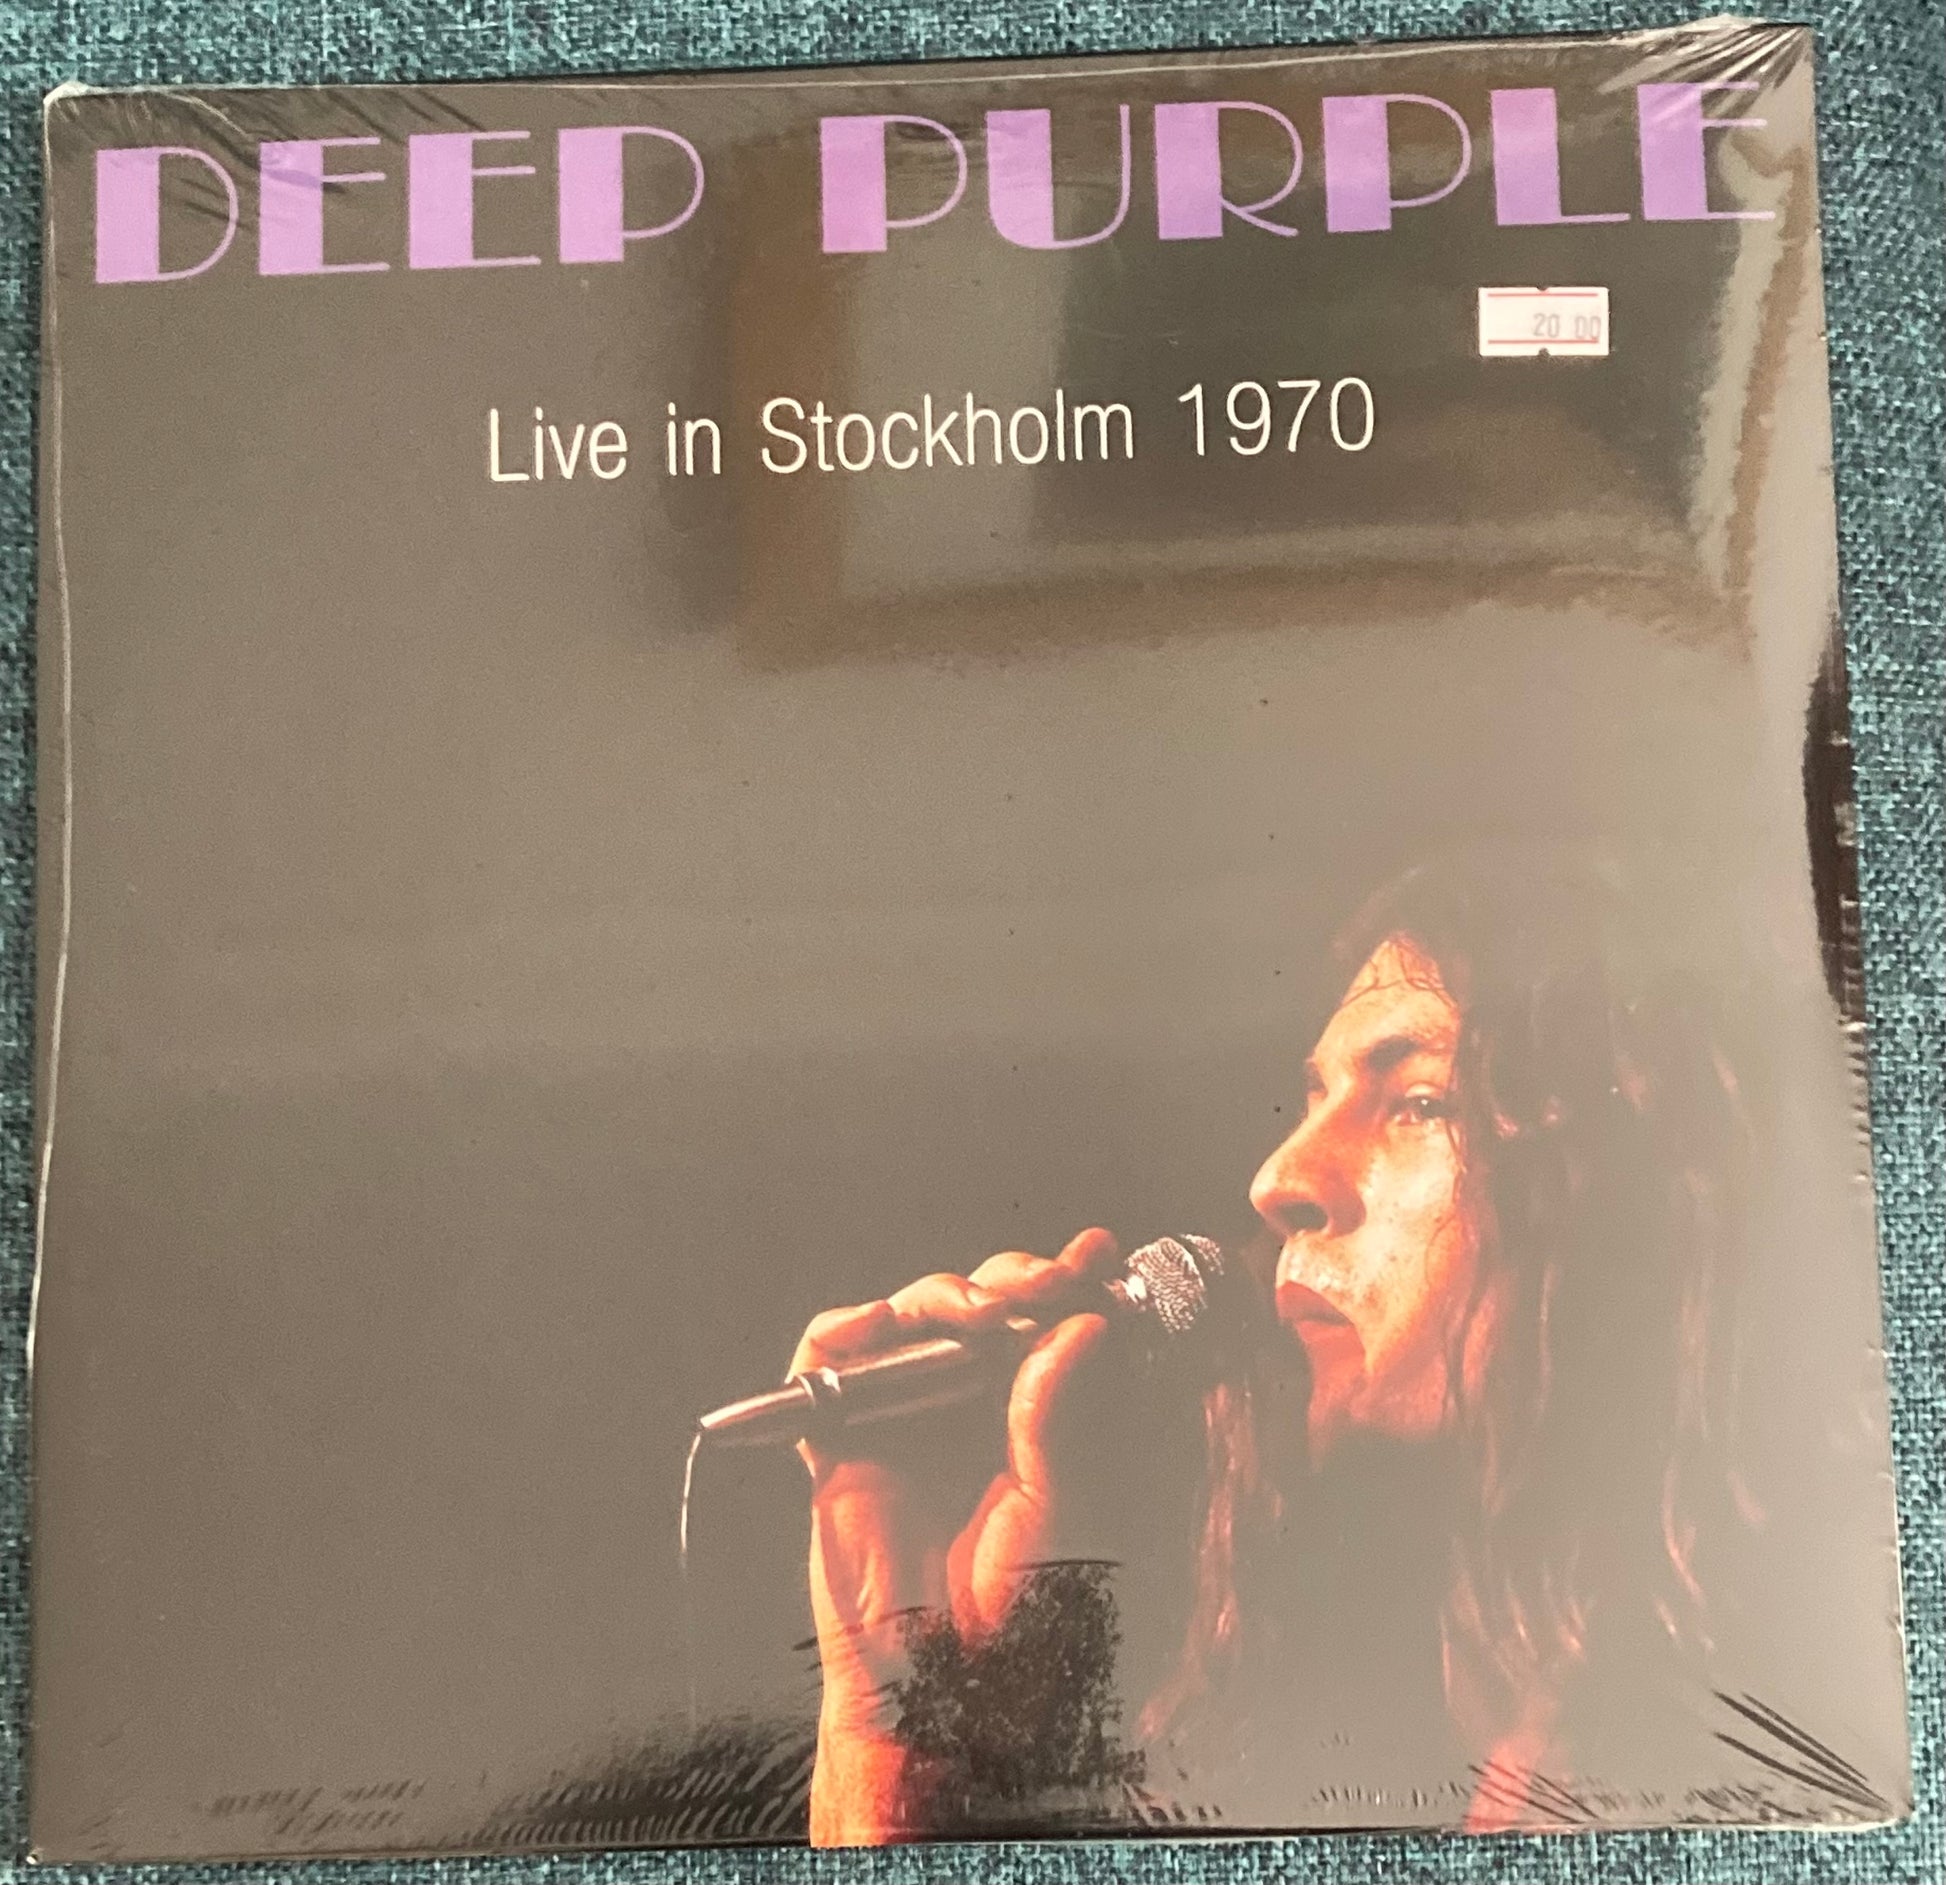 DEEP PURPLE
20 00
Live in Stockholm 1970